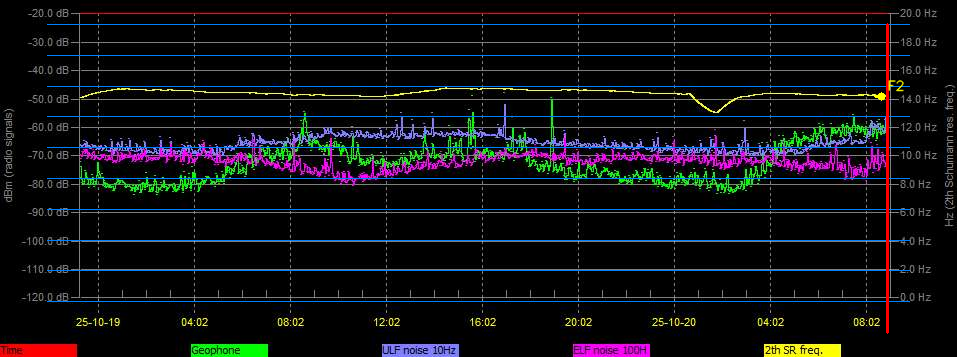 -20.0 dB 20.0 Hz
-30.0 dB 18.0 Hz
-40.0 dB 16.0 Hz
F2
-50.0 dB 14.0 Hz
-60.0 dB 12.0 Hz
-70.0 dB 10.0 Hz
-80.0 dB 8.0 Hz
-90.0 dB 6.0 Hz
-100.0 dB 4.0 Hz
-110.0 dB 2.0 Hz
-120.0 dB 0.0 Hz
dBm (radio signals)
Hz (2th Schumann res. freq.)
25-10-19 04:02 08:02 12:02 16:02 20:02 25-10-20 04:02 08:02
Time Geophone ULF noise 10Hz ELF noise 100H 2th SR freq.